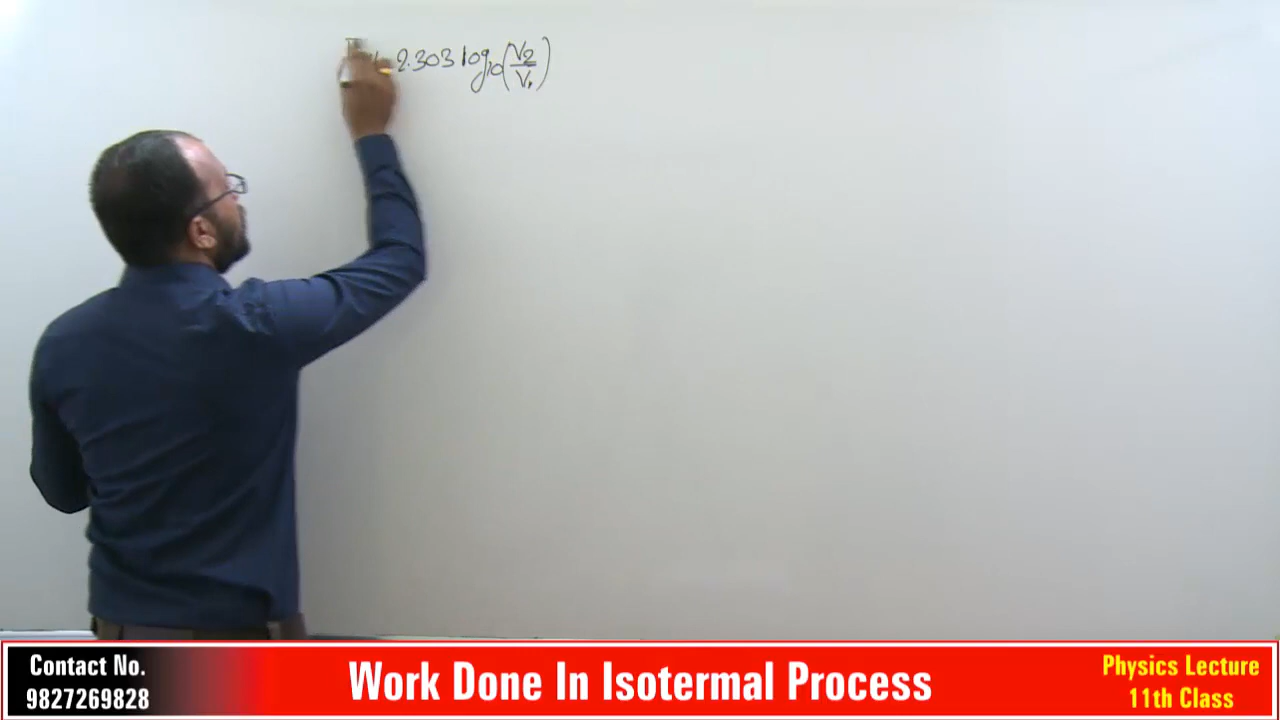 2.303 log₁₀(V₂/V₁)
Contact No.
9827269828
Work Done In Isotermal Process
Physics Lecture
11th Class